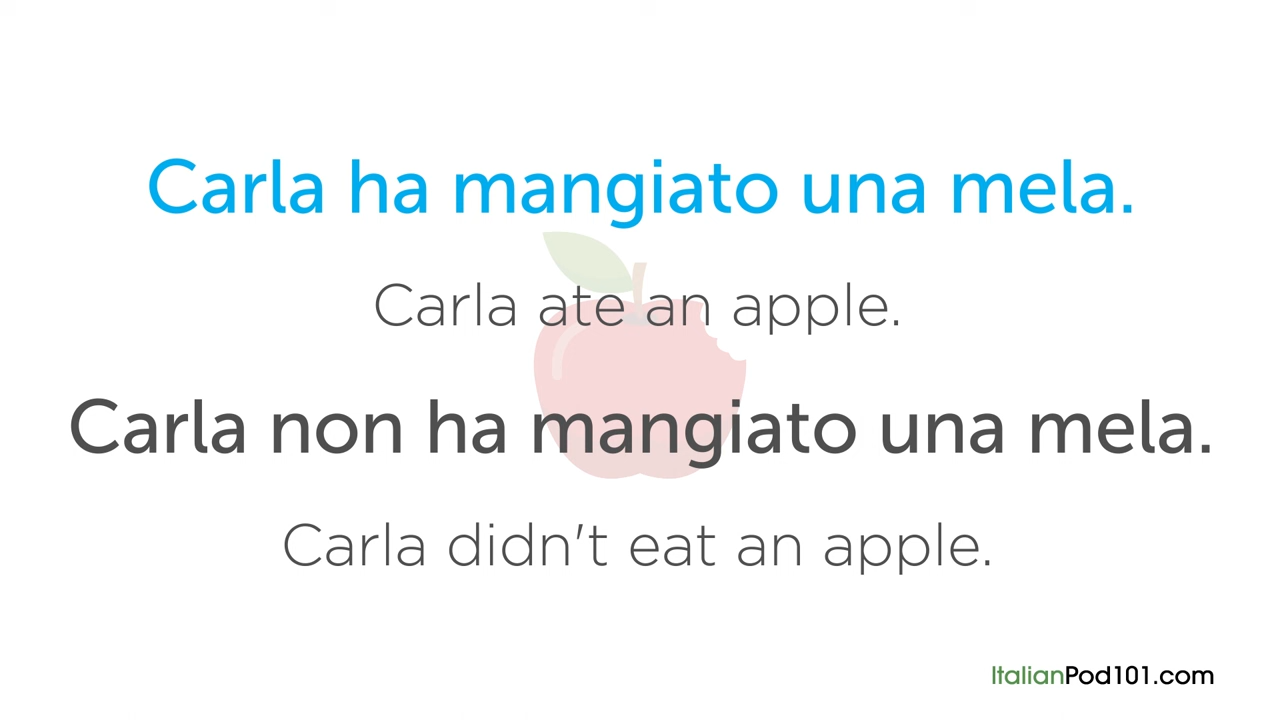 Carla ha mangiato una mela.
Carla ate an apple.
Carla non ha mangiato una mela.
Carla didn't eat an apple.
ItalianPod101.com